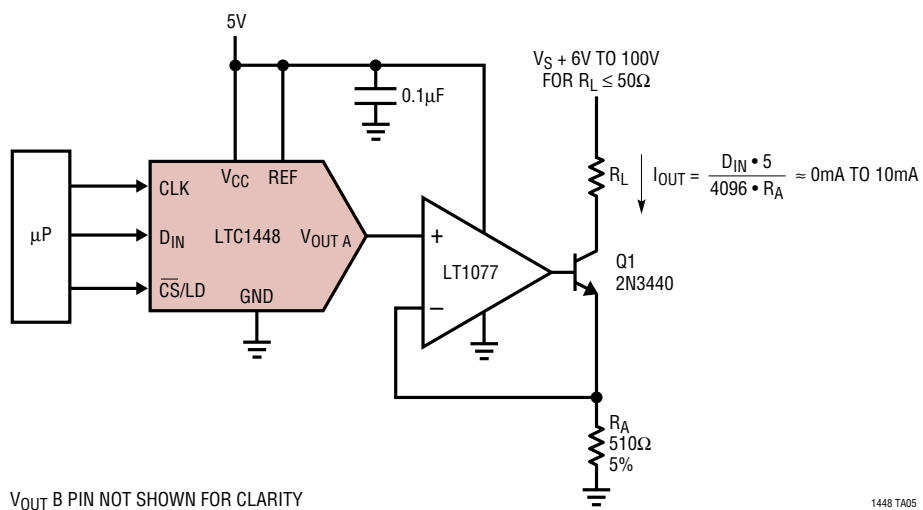 5V
V_S + 6V TO 100V
FOR R_L ≤ 50Ω
0.1µF
µP
CLK
D_IN
C̅S̅/LD
V_CC
REF
LTC1448
V_OUT A
GND
+
−
LT1077
R_L
I_OUT = D_IN • 5 / 4096 • R_A ≈ 0mA TO 10mA
Q1
2N3440
R_A
510Ω
5%
V_OUT B PIN NOT SHOWN FOR CLARITY
1448 TA05